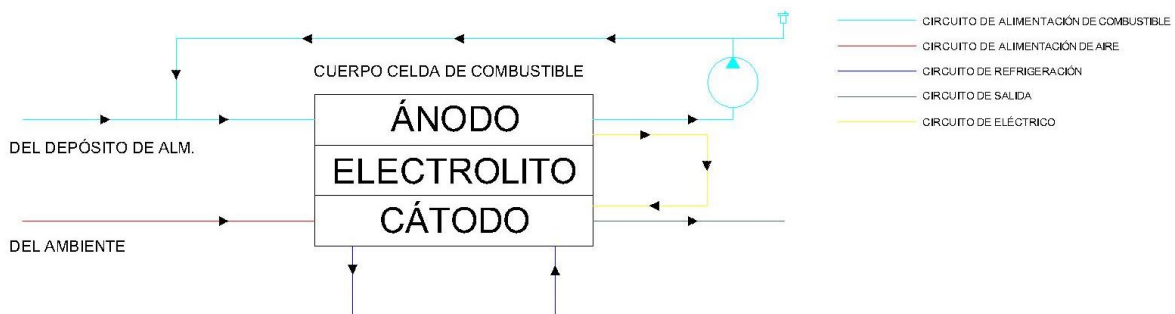 CUERPO CELDA DE COMBUSTIBLE
ÁNODO
ELECTROLITO
CÁTODO
DEL DEPÓSITO DE ALM.
DEL AMBIENTE
CIRCUITO DE ALIMENTACIÓN DE COMBUSTIBLE
CIRCUITO DE ALIMENTACIÓN DE AIRE
CIRCUITO DE REFRIGERACIÓN
CIRCUITO DE SALIDA
CIRCUITO DE ELÉCTRICO